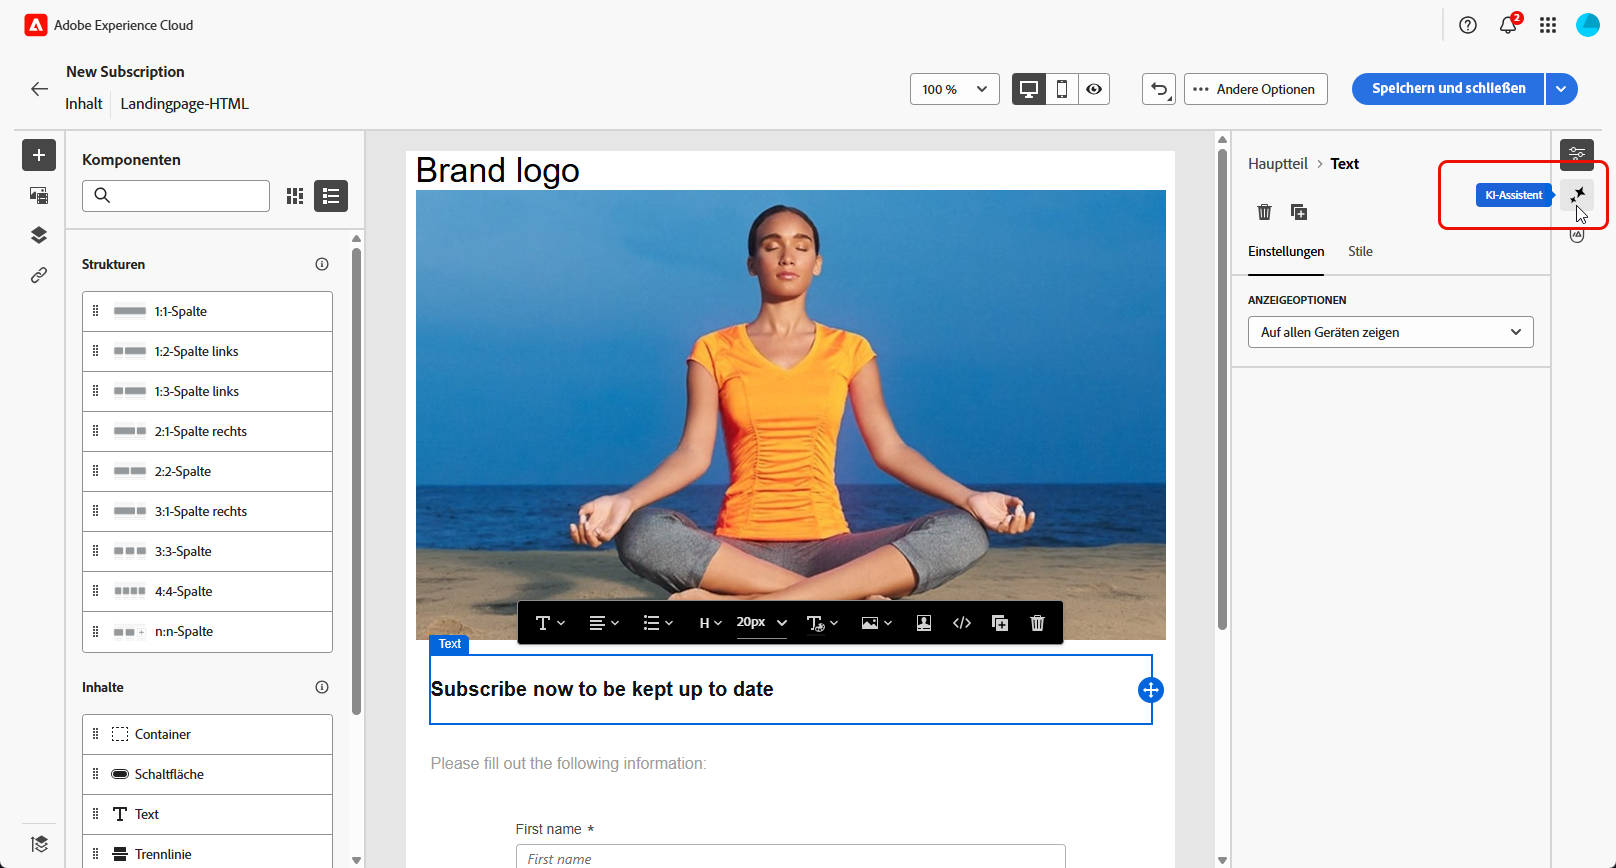 Adobe Experience Cloud
2
New Subscription
Inhalt
Landingpage-HTML
100 %
Andere Optionen
Speichern und schließen
Komponenten
Strukturen
1:1-Spalte
1:2-Spalte links
1:3-Spalte links
2:1-Spalte rechts
2:2-Spalte
3:1-Spalte rechts
3:3-Spalte
4:4-Spalte
n:n-Spalte
Inhalte
Container
Schaltfläche
Text
Trennlinie
Brand logo
H
20px
Text
Subscribe now to be kept up to date
Please fill out the following information:
First name *
First name
Hauptteil > Text
KI-Assistent
Einstellungen
Stile
ANZEIGEOPTIONEN
Auf allen Geräten zeigen